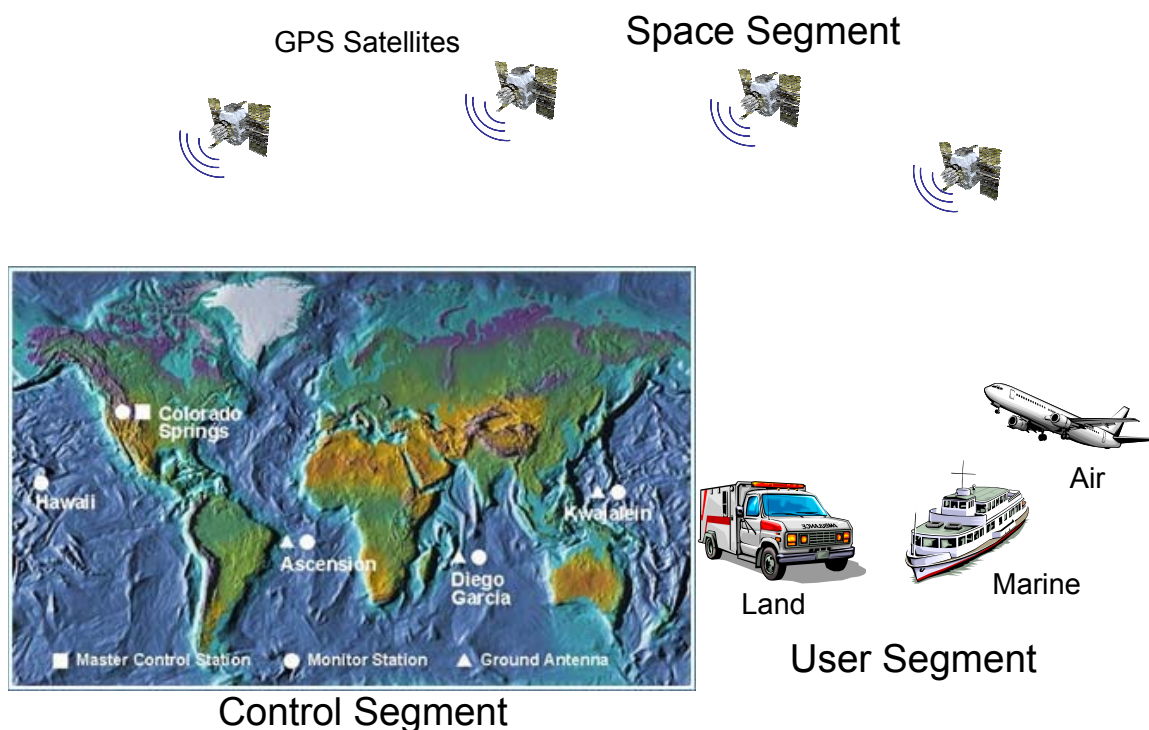 GPS Satellites
Space Segment
Colorado
Springs
Hawaii
Kwajalein
Ascension
Diego
Garcia
Master Control Station
Monitor Station
Ground Antenna
Control Segment
AMBULANCE
Land
Marine
Air
User Segment